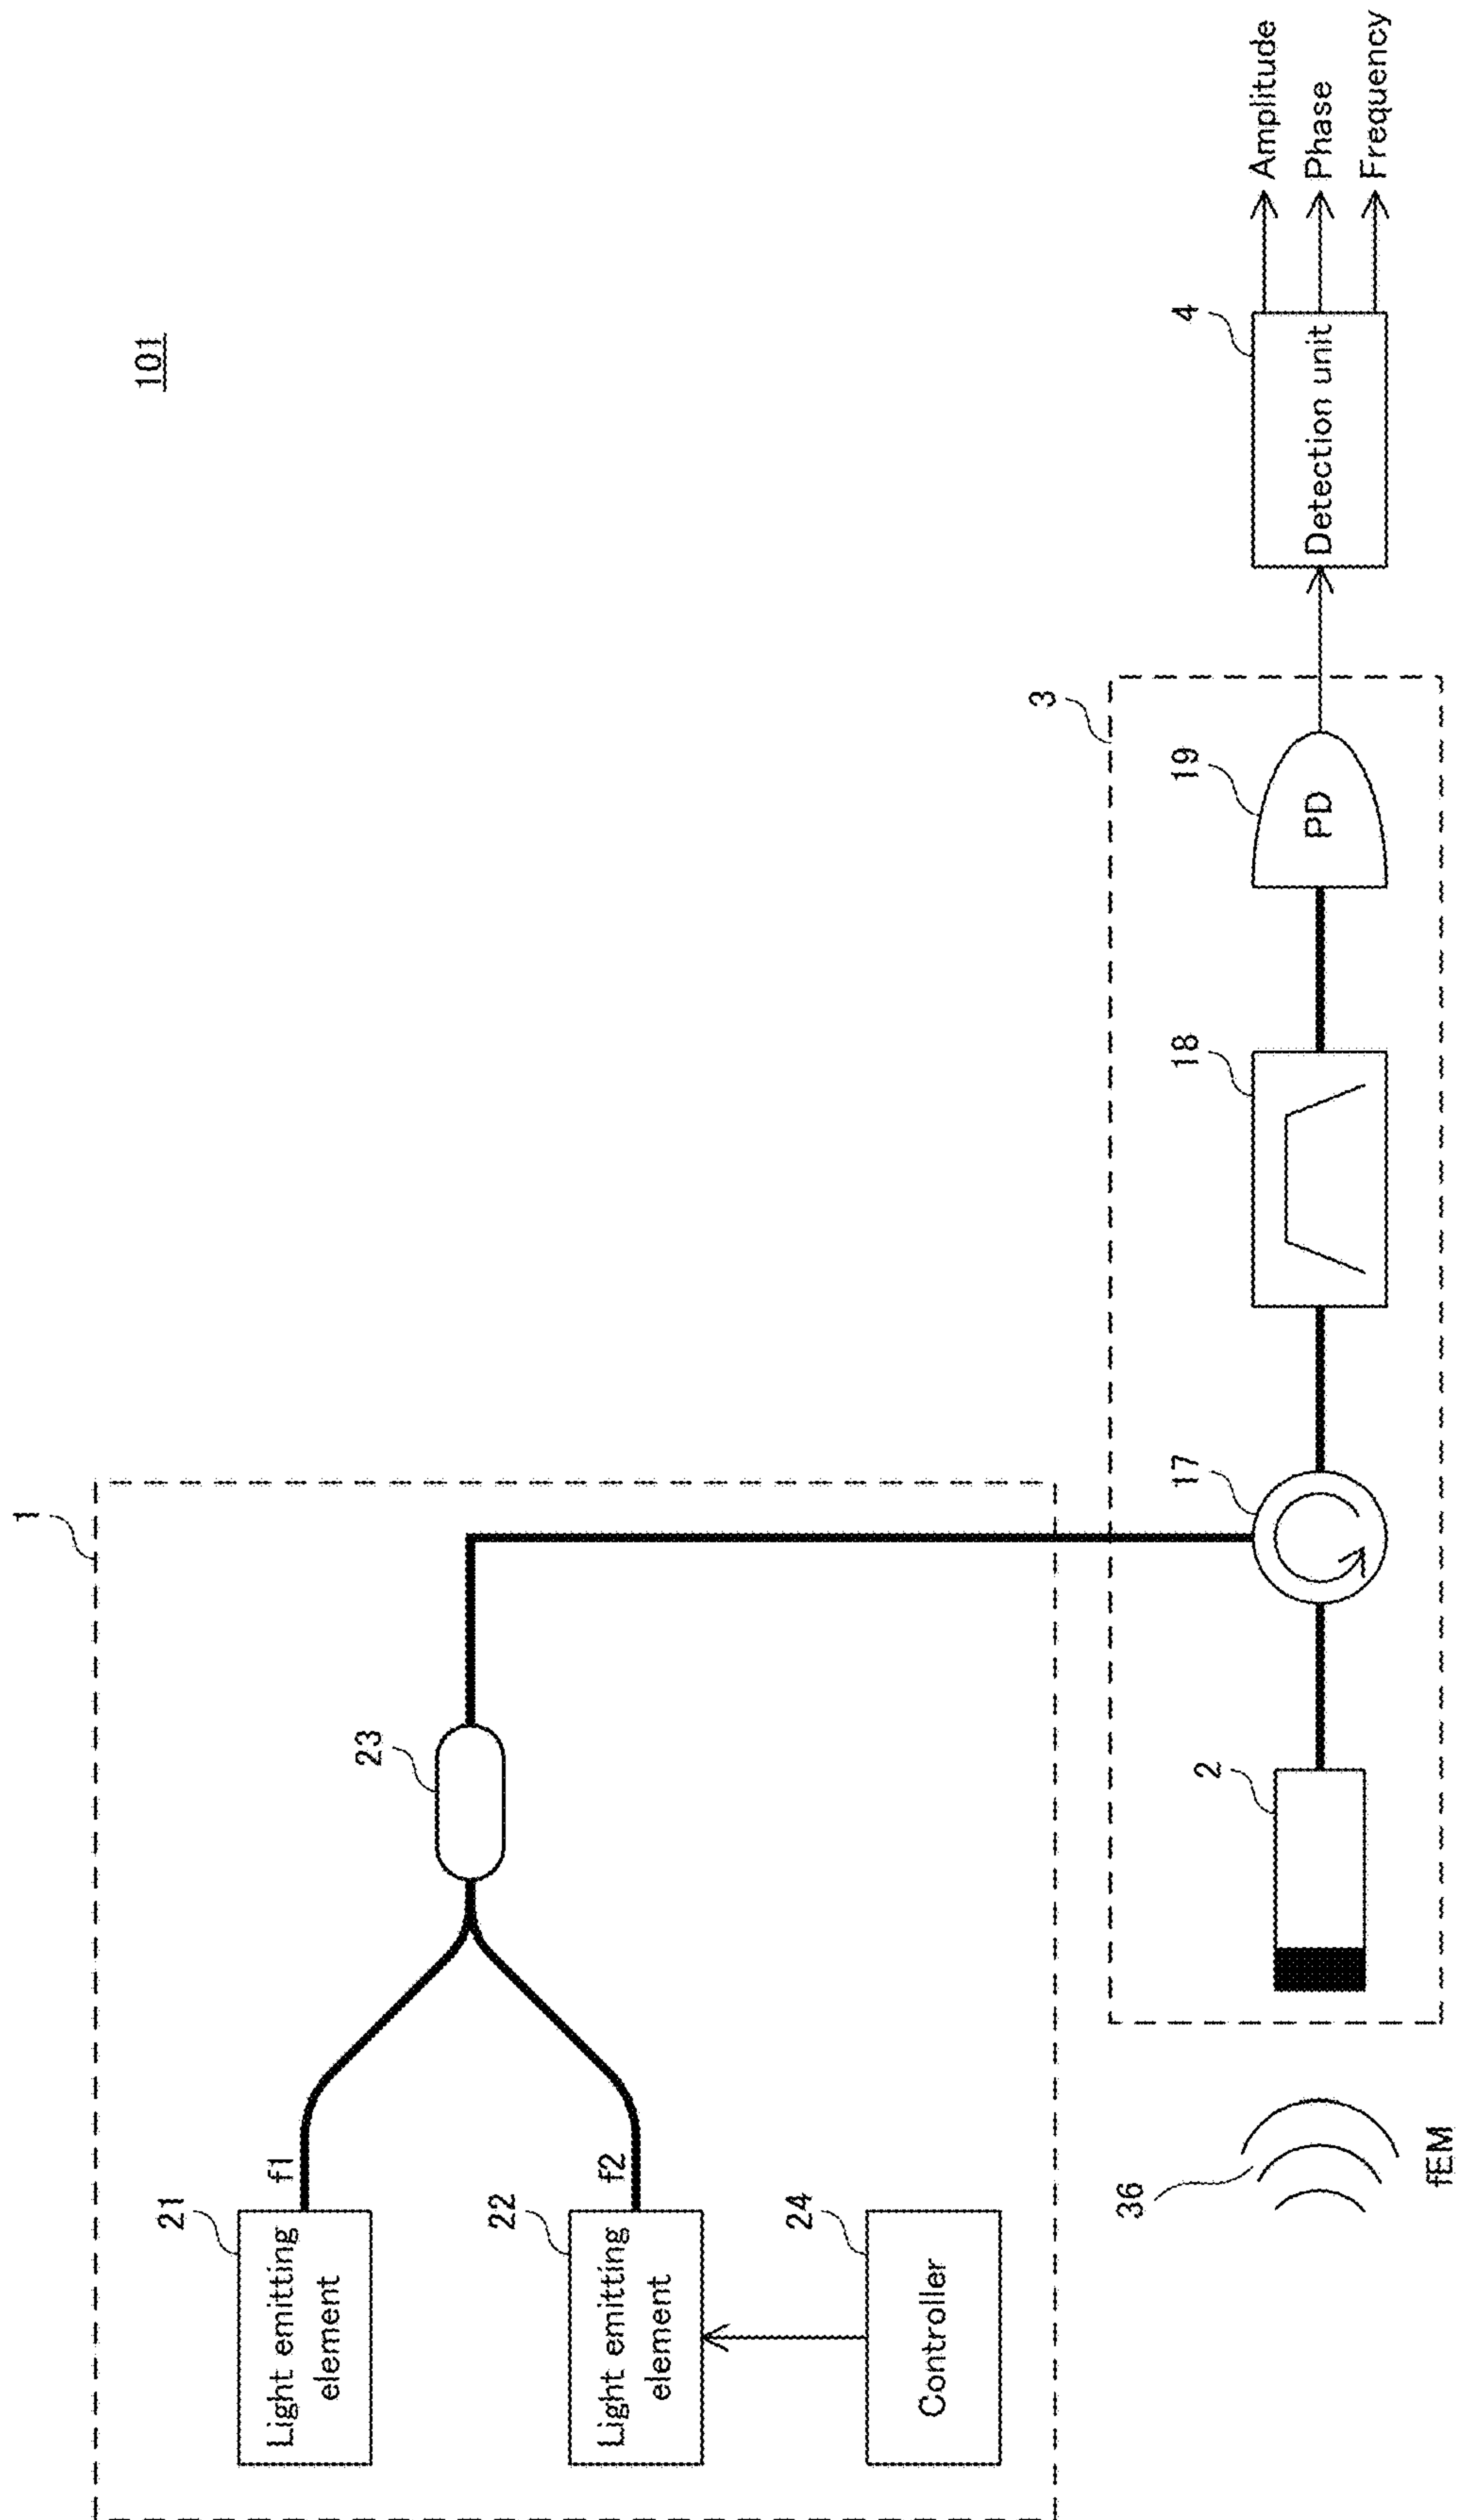 101
1
21
Light emitting
element
f1
22
Light emitting
element
f2
23
24
Controller
36
fEM
2
3
17
18
19
PD
4
Detection unit
Amplitude
Phase
Frequency